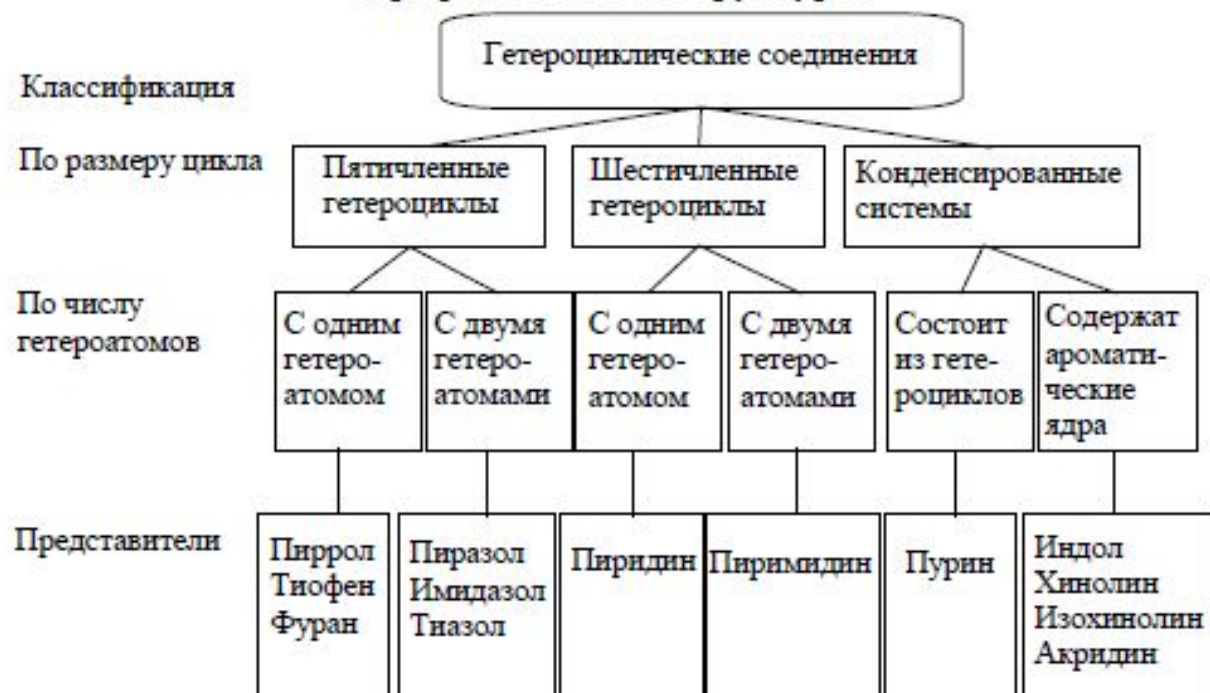 Гетероциклические соединения
Классификация
По размеру цикла
Пятичленные
гетероциклы
Шестичленные
гетероциклы
Конденсированные
системы
По числу
гетероатомов
С одним
гетеро-
атомом
С двумя
гетеро-
атомами
С одним
гетеро-
атомом
С двумя
гетеро-
атомами
Состоит
из гете-
роциклов
Содержат
аромати-
ческие
ядра
Представители
Пиррол
Тиофен
Фуран
Пиразол
Имидазол
Тиазол
Пиридин
Пиримидин
Пурин
Индол
Хинолин
Изохинолин
Акридин